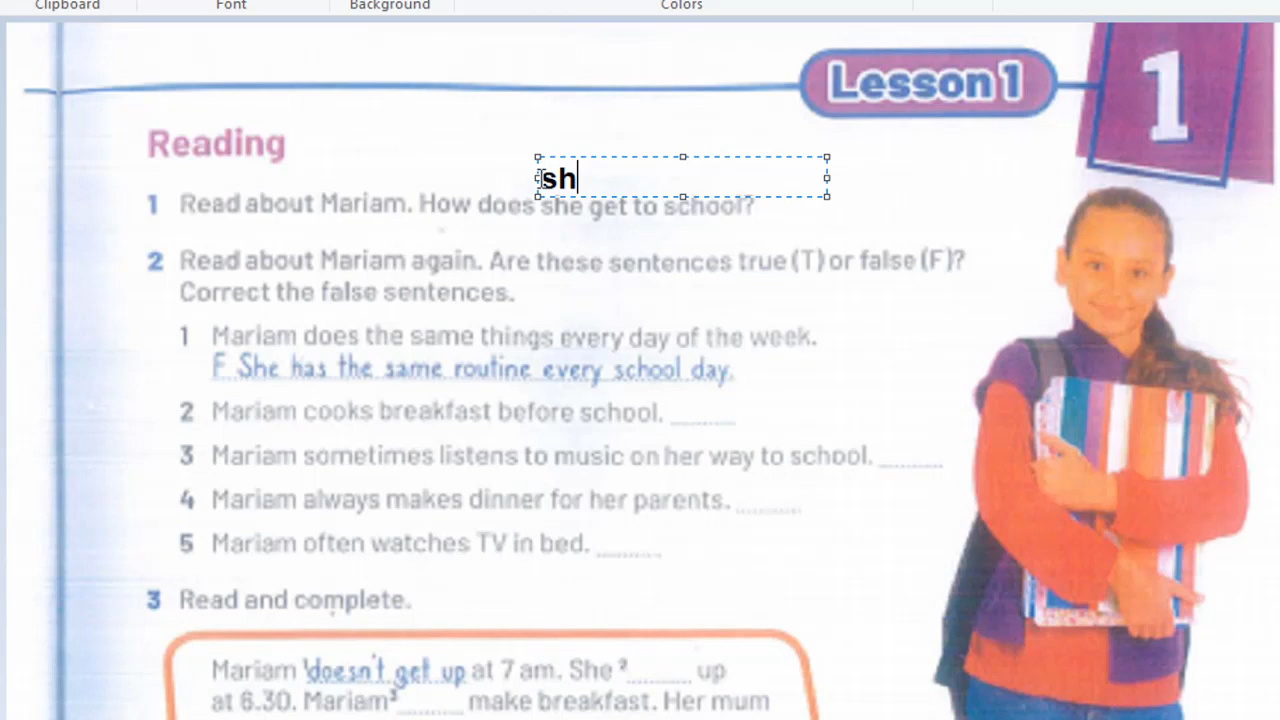 Clipboard Font Background Colors
Lesson 1
1
Reading
sh
1 Read about Mariam. How does she get to school?
2 Read about Mariam again. Are these sentences true (T) or false (F)?
Correct the false sentences.
1 Mariam does the same things every day of the week.
F She has the same routine every school day.
2 Mariam cooks breakfast before school. ........
3 Mariam sometimes listens to music on her way to school. ........
4 Mariam always makes dinner for her parents. ........
5 Mariam often watches TV in bed. ........
3 Read and complete.
Mariam ¹doesn't get up at 7 am. She ²........ up
at 6.30. Mariam³........ make breakfast. Her mum